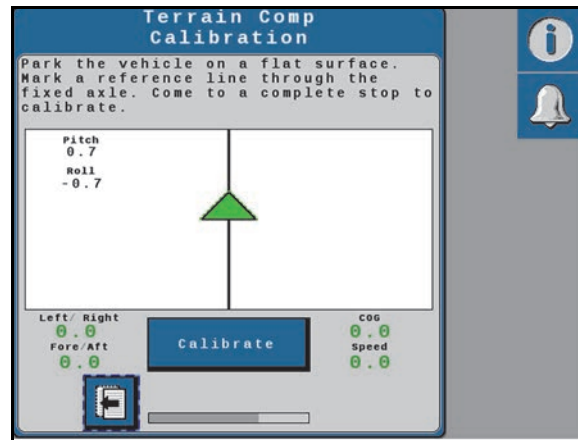 Terrain Comp
Calibration
Park the vehicle on a flat surface.
Mark a reference line through the
fixed axle. Come to a complete stop to
calibrate.
Pitch
0.7
Roll
-0.7
Left/ Right
0.0
Fore/Aft
0.0
Calibrate
COG
0.0
Speed
0.0